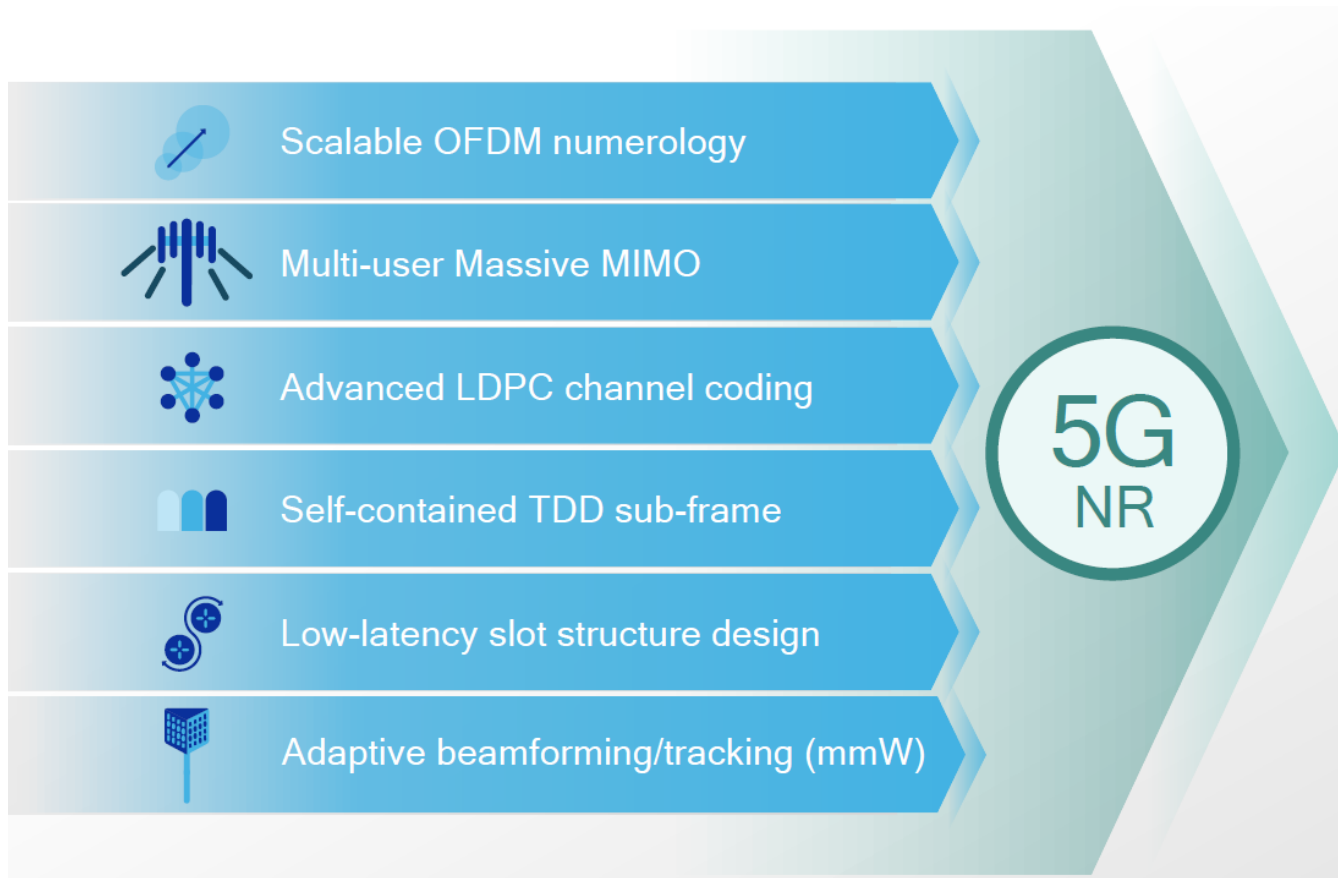 Scalable OFDM numerology
Multi-user Massive MIMO
Advanced LDPC channel coding
Self-contained TDD sub-frame
Low-latency slot structure design
Adaptive beamforming/tracking (mmW)
5G
NR